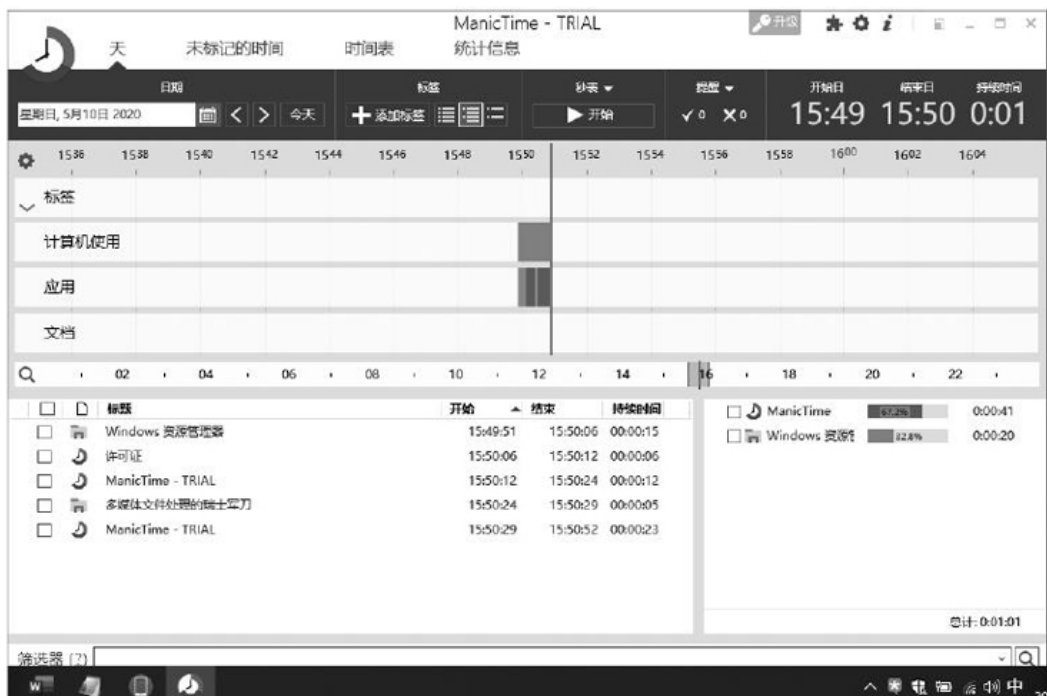 ManicTime - TRIAL
升级
天 未标记的时间 时间表 统计信息
日期 标签 秒表 提醒 开始日 结束日 持续时间
星期日, 5月10日 2020 今天 添加标签 开始 0 0 15:49 15:50 0:01
1536 1538 1540 1542 1544 1546 1548 1550 1552 1554 1556 1558 1600 1602 1604
标签
计算机使用
应用
文档
02 04 06 08 10 12 14 16 18 20 22
标题 开始 结束 持续时间
Windows 资源管理器 15:49:51 15:50:06 00:00:15
许可证 15:50:06 15:50:12 00:00:06
ManicTime - TRIAL 15:50:12 15:50:24 00:00:12
多媒体文件处理的瑞士军刀 15:50:24 15:50:29 00:00:05
ManicTime - TRIAL 15:50:29 15:50:52 00:00:23
ManicTime 67.2% 0:00:41
Windows 资源管 32.8% 0:00:20
总计: 0:01:01
筛选器 (?)
中